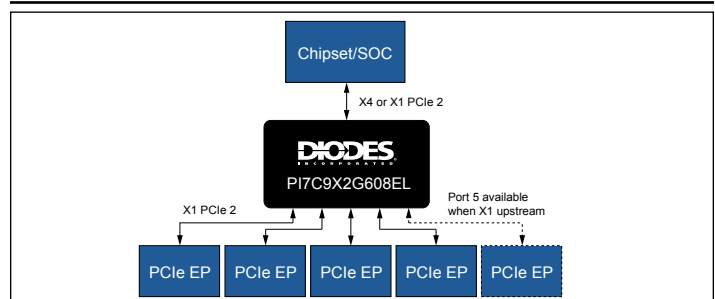 Chipset/SOC
X4 or X1 PCIe 2
DIODES
INCORPORATED
PI7C9X2G608EL
X1 PCIe 2
Port 5 available
when X1 upstream
PCIe EP
PCIe EP
PCIe EP
PCIe EP
PCIe EP